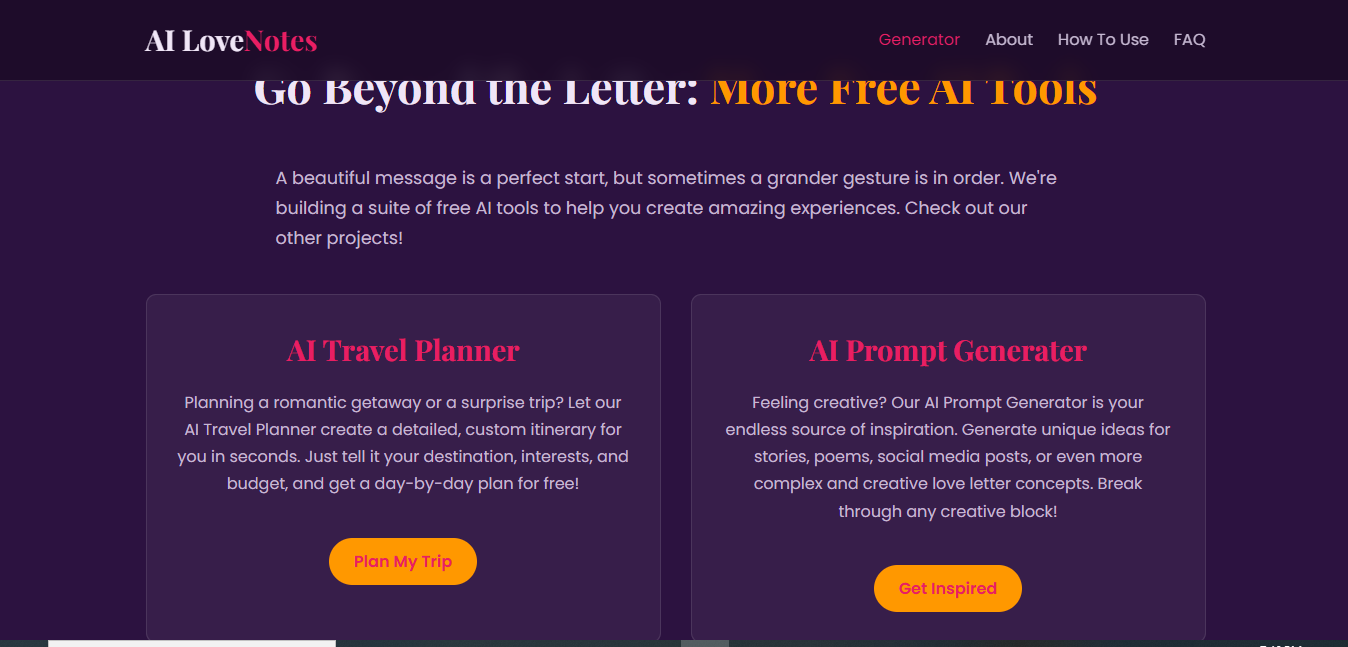 AI LoveNotes
Generator About How To Use FAQ
Go Beyond the Letter: More Free AI Tools
A beautiful message is a perfect start, but sometimes a grander gesture is in order. We're
building a suite of free AI tools to help you create amazing experiences. Check out our
other projects!
AI Travel Planner
Planning a romantic getaway or a surprise trip? Let our
AI Travel Planner create a detailed, custom itinerary for
you in seconds. Just tell it your destination, interests, and
budget, and get a day-by-day plan for free!
Plan My Trip
AI Prompt Generater
Feeling creative? Our AI Prompt Generator is your
endless source of inspiration. Generate unique ideas for
stories, poems, social media posts, or even more
complex and creative love letter concepts. Break
through any creative block!
Get Inspired